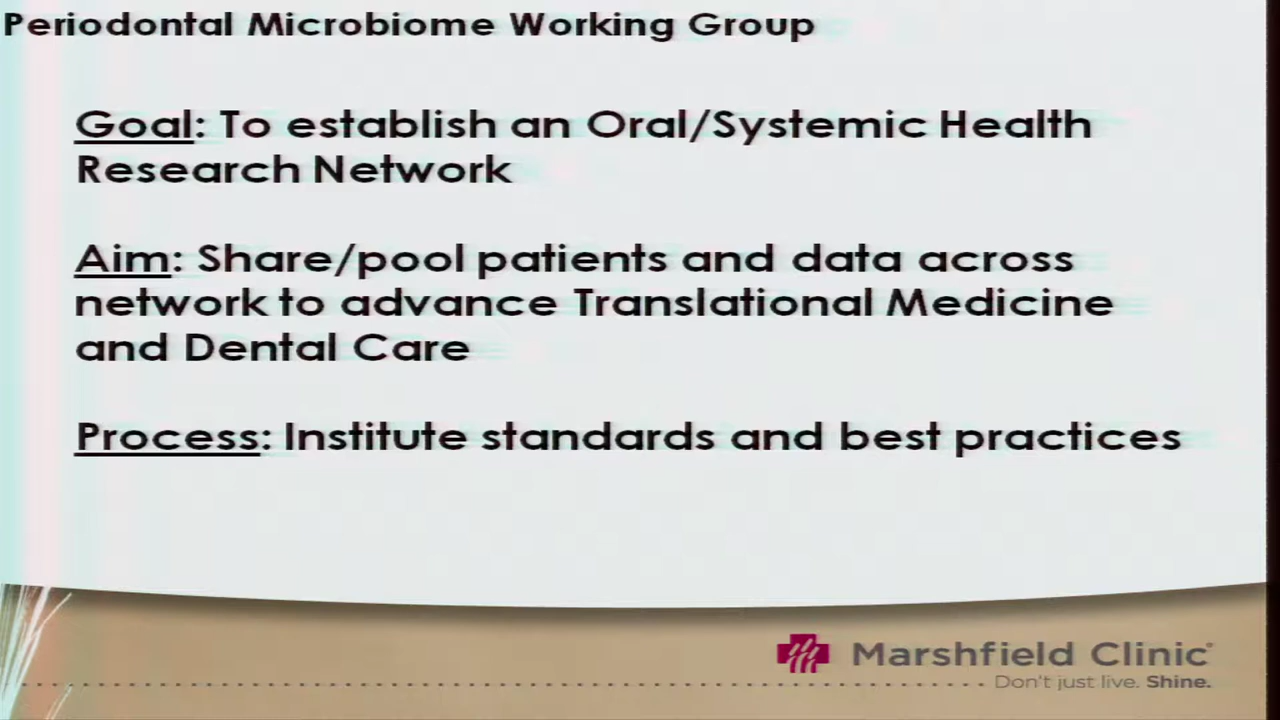 Periodontal Microbiome Working Group
Goal: To establish an Oral/Systemic Health
Research Network
Aim: Share/pool patients and data across
network to advance Translational Medicine
and Dental Care
Process: Institute standards and best practices
Marshfield Clinic®
Don't just live. Shine.